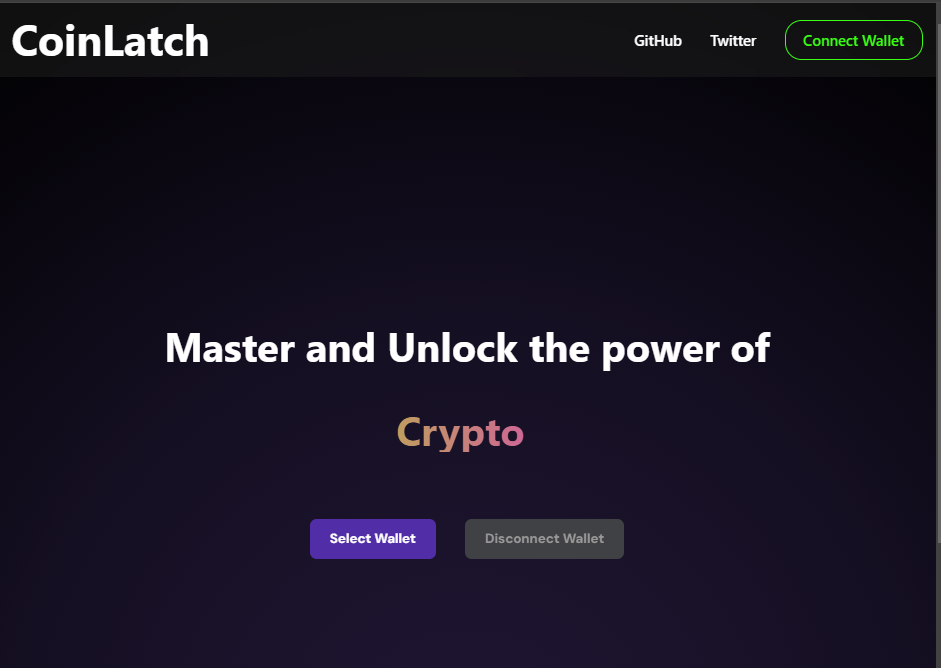 CoinLatch
GitHub Twitter Connect Wallet
Master and Unlock the power of
Crypto
Select Wallet Disconnect Wallet